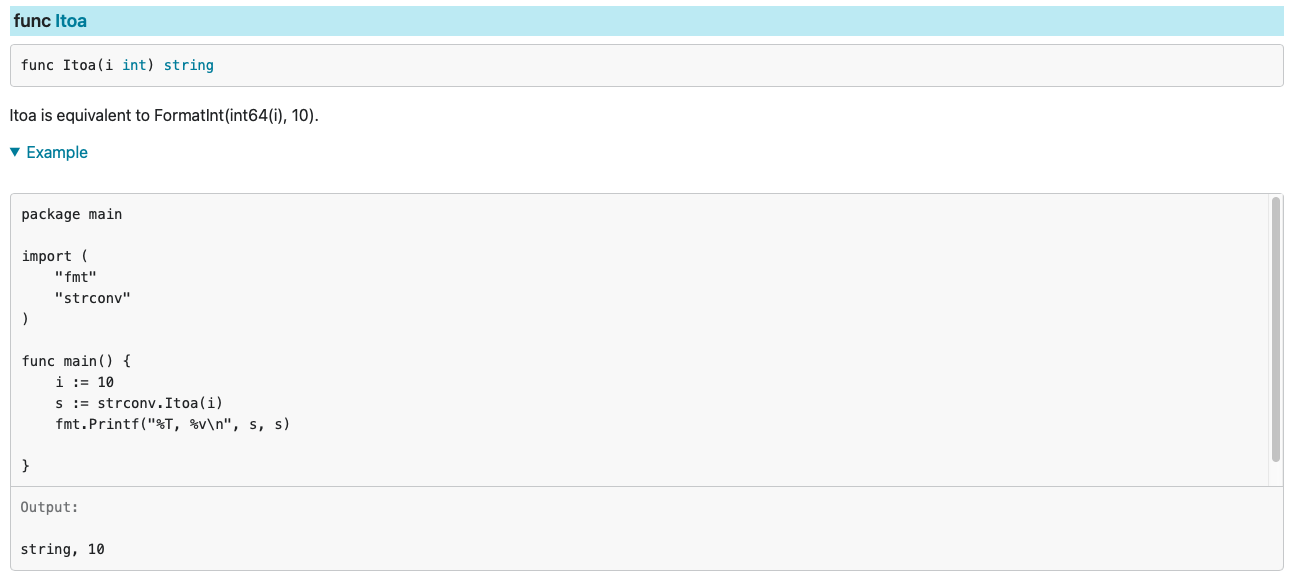 func Itoa
func Itoa(i int) string
Itoa is equivalent to FormatInt(int64(i), 10).
▼ Example
package main
import (
    "fmt"
    "strconv"
)
func main() {
    i := 10
    s := strconv.Itoa(i)
    fmt.Printf("%T, %v\n", s, s)
}
Output:
string, 10